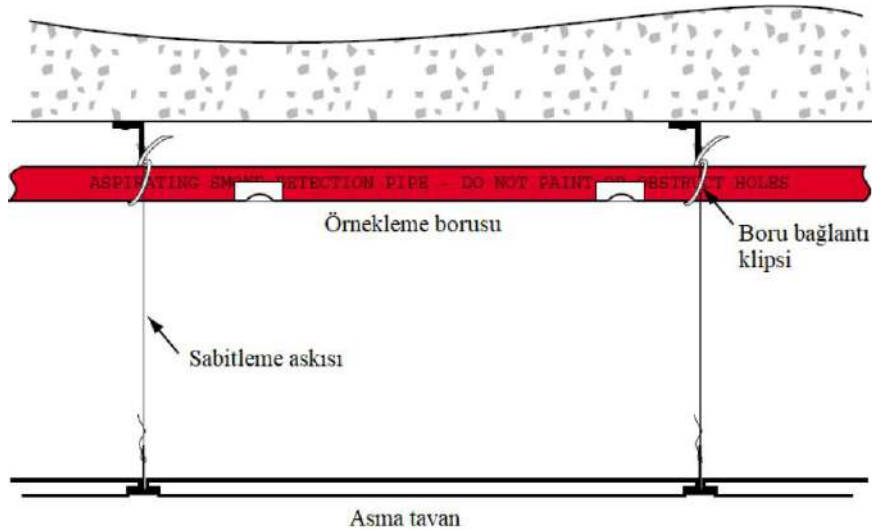 ASPIRATING SMOKE DETECTION PIPE - DO NOT PAINT OR OBSTRUCT HOLES
Örnekleme borusu
Boru bağlantı
klipsi
Sabitleme askısı
Asma tavan